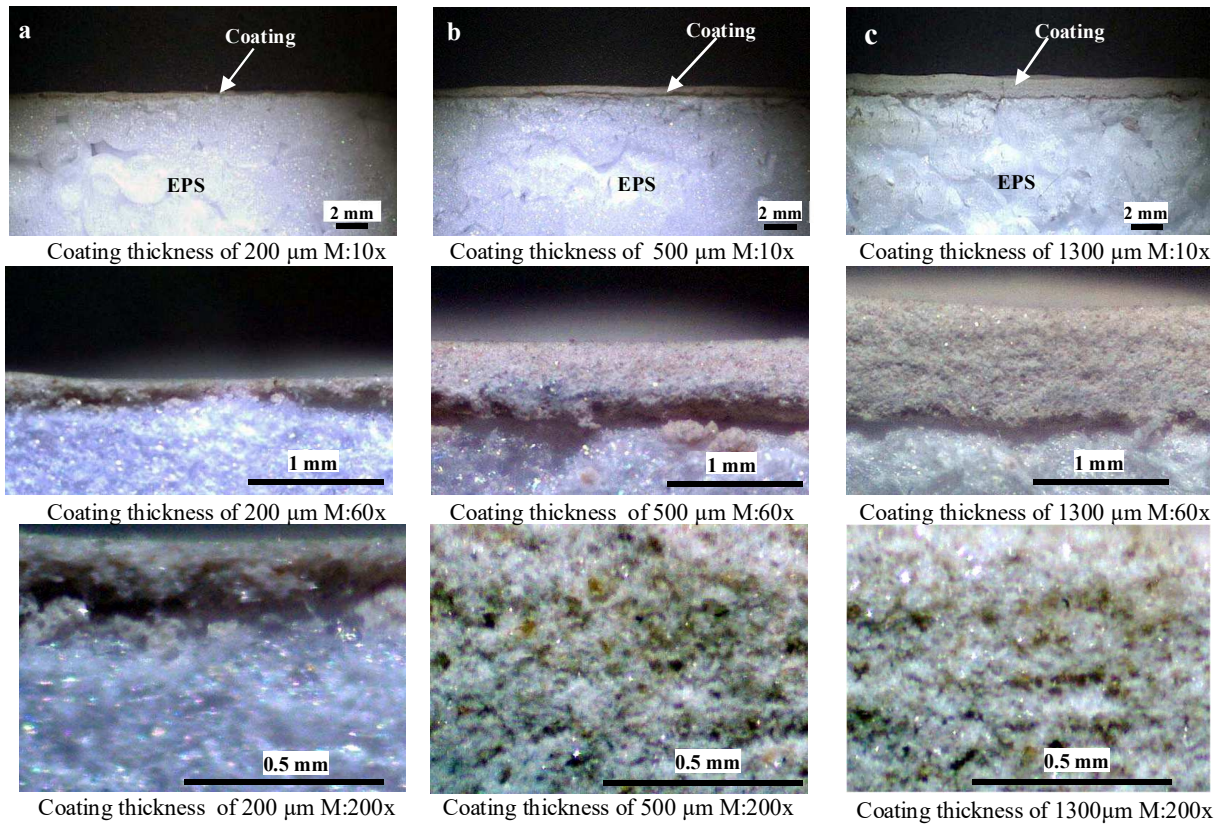 a
Coating
EPS
2 mm
b
Coating
EPS
2 mm
c
Coating
EPS
2 mm
Coating thickness of 200 μm M:10x
Coating thickness of 500 μm M:10x
Coating thickness of 1300 μm M:10x
1 mm
1 mm
1 mm
Coating thickness of 200 μm M:60x
Coating thickness of 500 μm M:60x
Coating thickness of 1300 μm M:60x
0.5 mm
0.5 mm
0.5 mm
Coating thickness of 200 μm M:200x
Coating thickness of 500 μm M:200x
Coating thickness of 1300μm M:200x